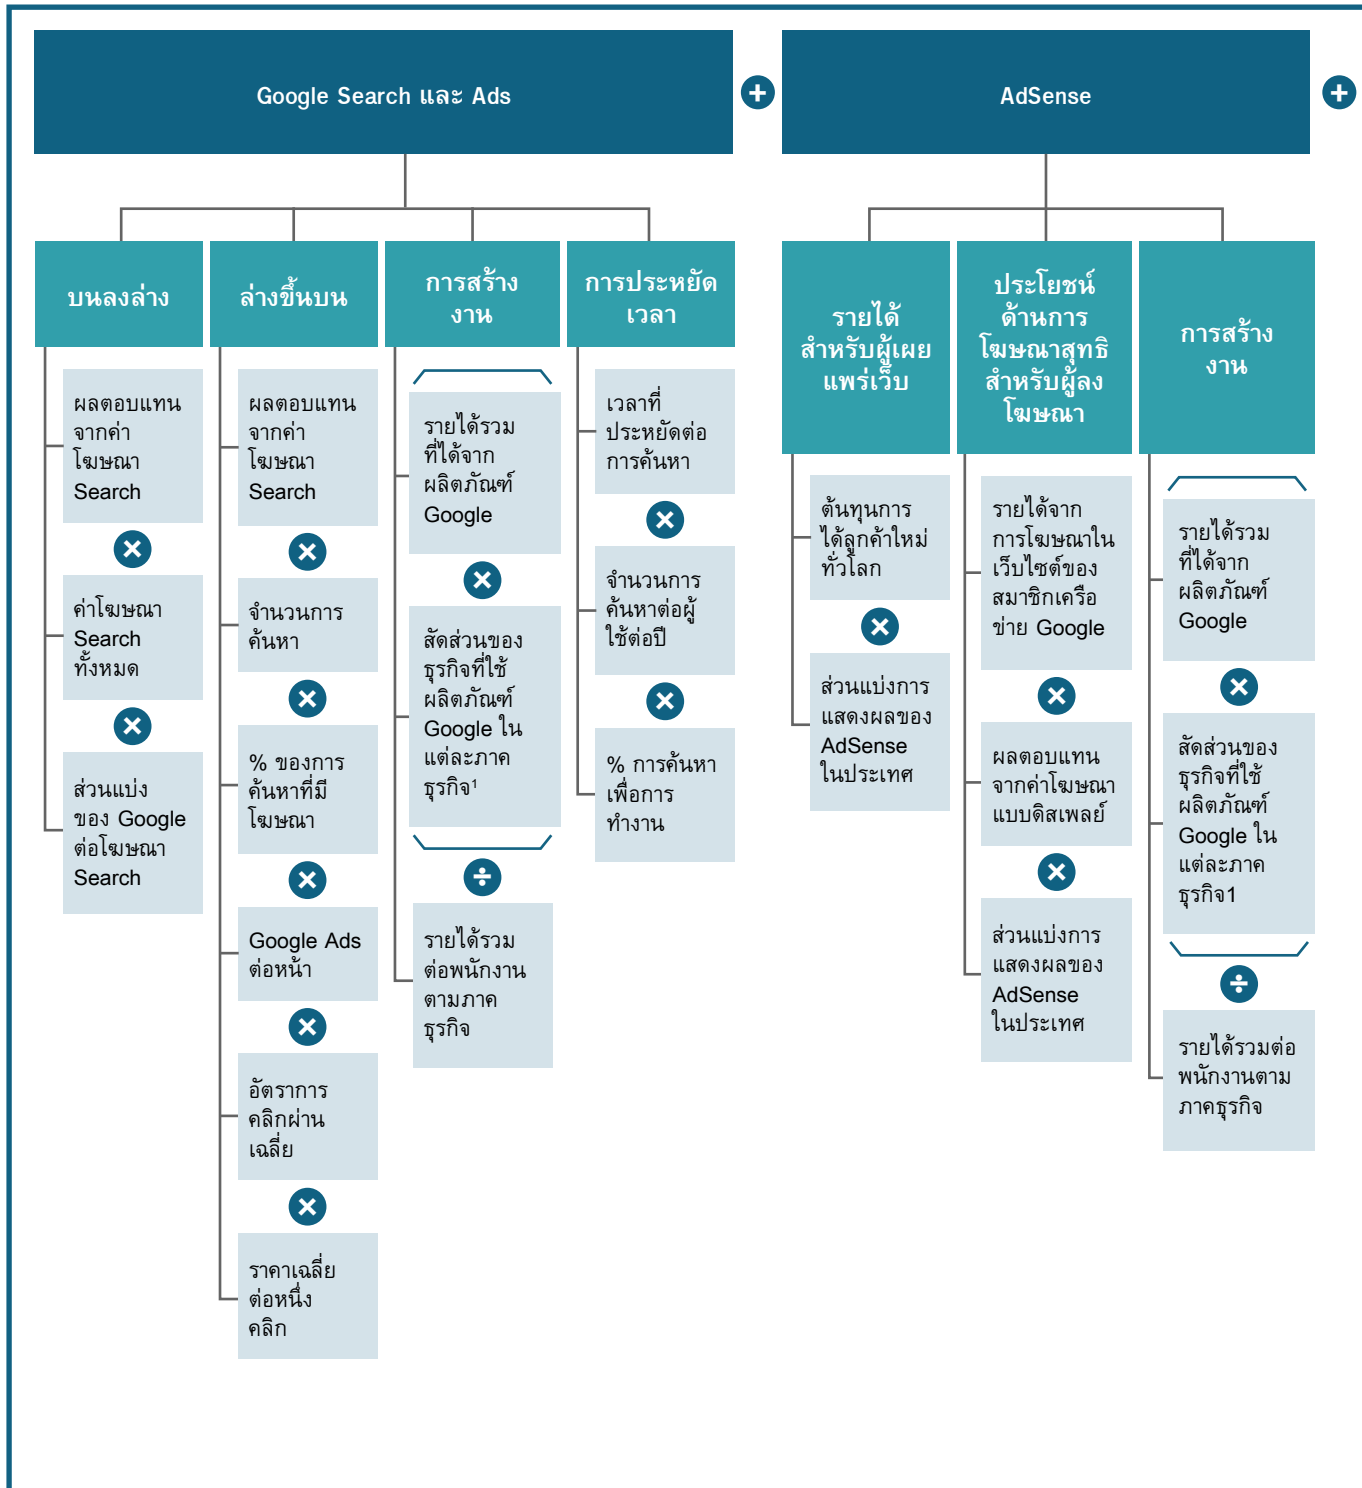 Google Search และ Ads
+
AdSense
+
บนลงล่าง
ผลตอบแทน
จากค่า
โฆษณา
Search
×
ค่าโฆษณา
Search
ทั้งหมด
×
ส่วนแบ่ง
ของ Google
ต่อโฆษณา
Search
ล่างขึ้นบน
ผลตอบแทน
จากค่า
โฆษณา
Search
×
จำนวนการ
ค้นหา
×
% ของการ
ค้นหาที่มี
โฆษณา
×
Google Ads
ต่อหน้า
×
อัตราการ
คลิกผ่าน
เฉลี่ย
×
ราคาเฉลี่ย
ต่อหนึ่ง
คลิก
การสร้าง
งาน
รายได้รวม
ที่ได้จาก
ผลิตภัณฑ์
Google
×
สัดส่วนของ
ธุรกิจที่ใช้
ผลิตภัณฑ์
Google ใน
แต่ละภาค
ธุรกิจ¹
÷
รายได้รวม
ต่อพนักงาน
ตามภาค
ธุรกิจ
การประหยัด
เวลา
เวลาที่
ประหยัดต่อ
การค้นหา
×
จำนวนการ
ค้นหาต่อผู้
ใช้ต่อปี
×
% การค้นหา
เพื่อการ
ทำงาน
รายได้
สำหรับผู้เผย
แพร่เว็บ
ต้นทุนการ
ได้ลูกค้าใหม่
ทั่วโลก
×
ส่วนแบ่งการ
แสดงผลของ
AdSense
ในประเทศ
ประโยชน์
ด้านการ
โฆษณาสุทธิ
สำหรับผู้ลง
โฆษณา
รายได้จาก
การโฆษณาใน
เว็บไซต์ของ
สมาชิกเครือ
ข่าย Google
×
ผลตอบแทน
จากค่าโฆษณา
แบบดิสเพลย์
×
ส่วนแบ่งการ
แสดงผลของ
AdSense
ในประเทศ
การสร้าง
งาน
รายได้รวม
ที่ได้จาก
ผลิตภัณฑ์
Google
×
สัดส่วนของ
ธุรกิจที่ใช้
ผลิตภัณฑ์
Google ใน
แต่ละภาค
ธุรกิจ1
÷
รายได้รวมต่อ
พนักงานตาม
ภาคธุรกิจ